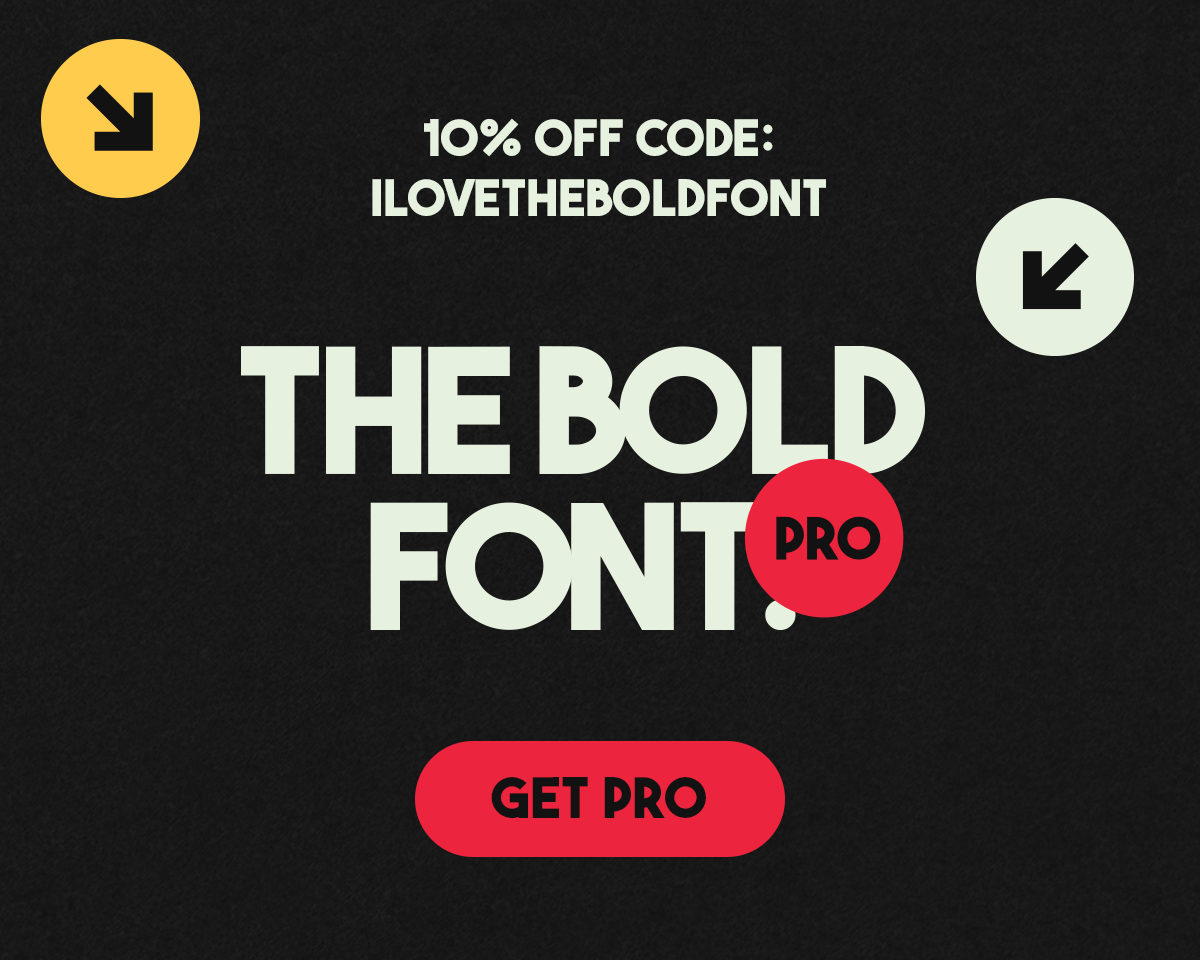 10% OFF CODE:
ILOVETHEBOLDFONT
THE BOLD
FONT.
PRO
GET PRO